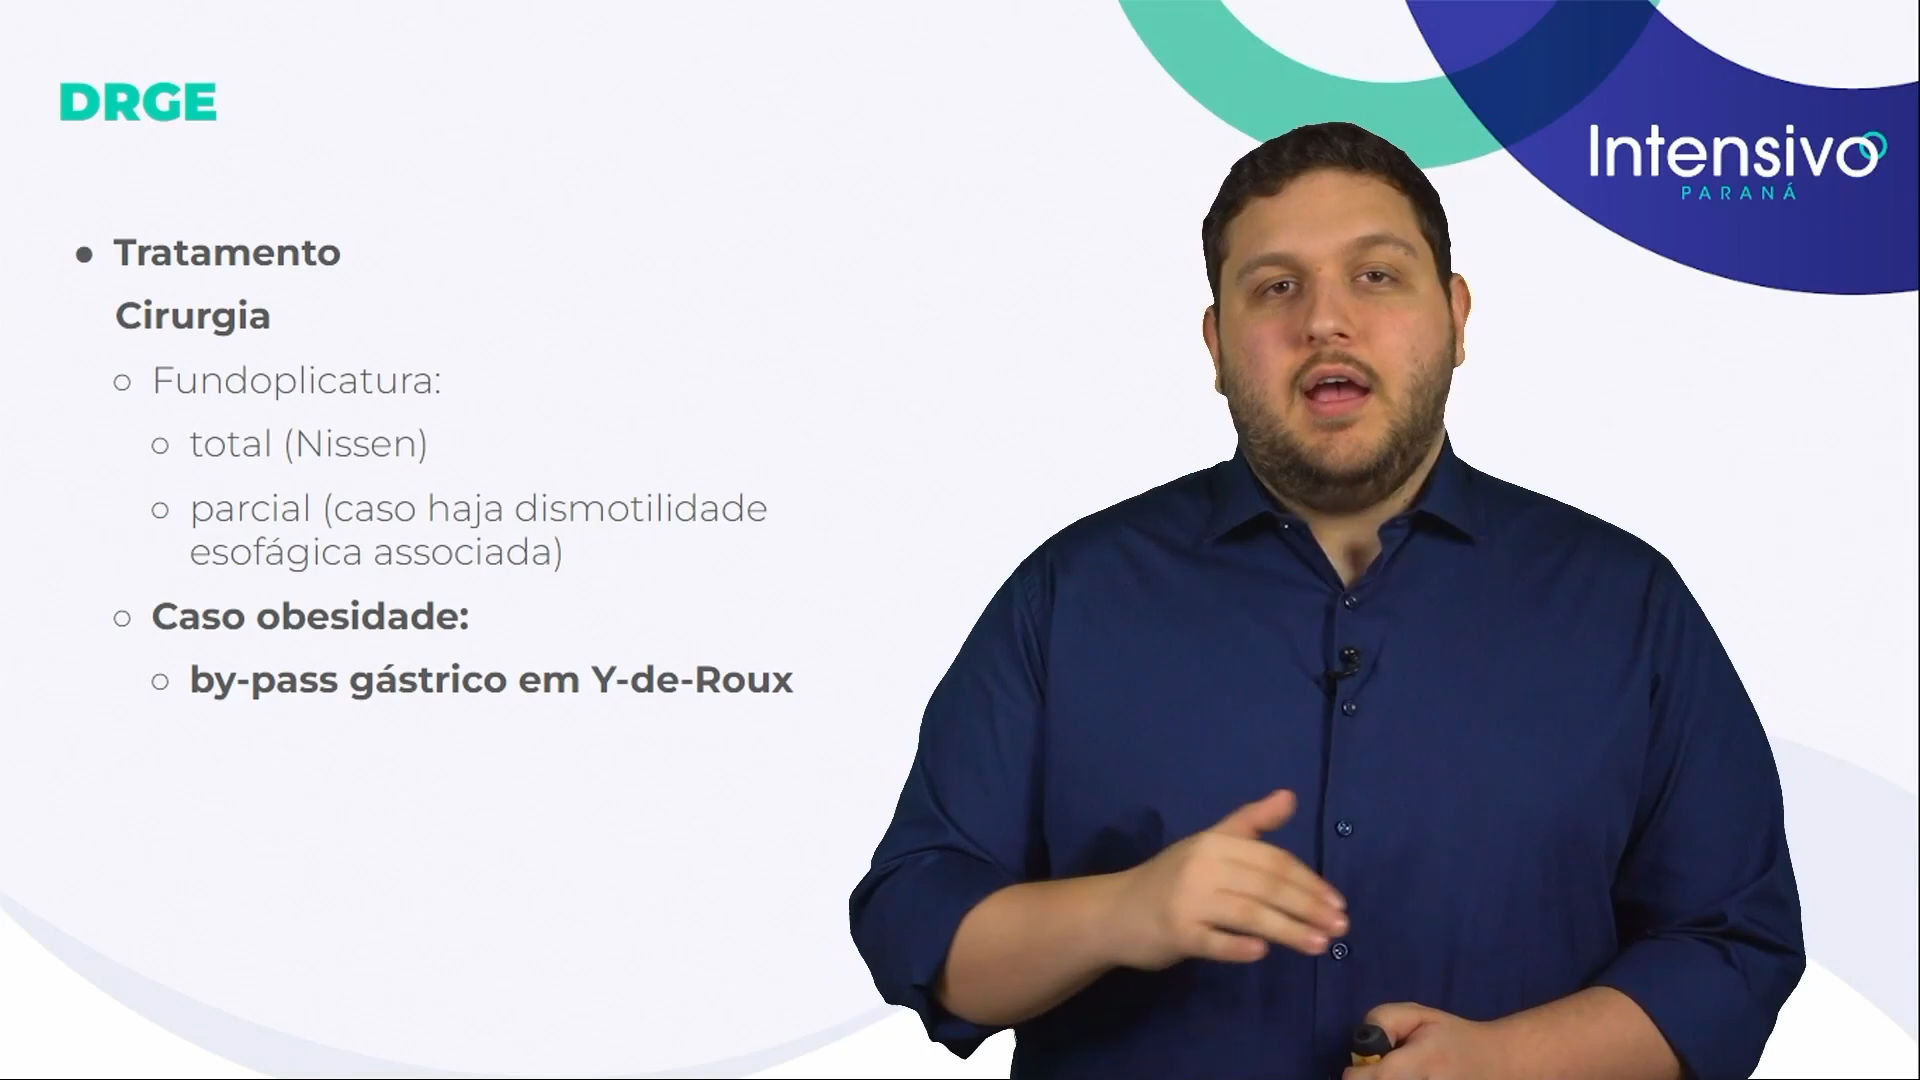 DRGE
Intensivo
PARANÁ
● Tratamento
Cirurgia
○ Fundoplicatura:
○ total (Nissen)
○ parcial (caso haja dismotilidade
esofágica associada)
○ Caso obesidade:
○ by-pass gástrico em Y-de-Roux